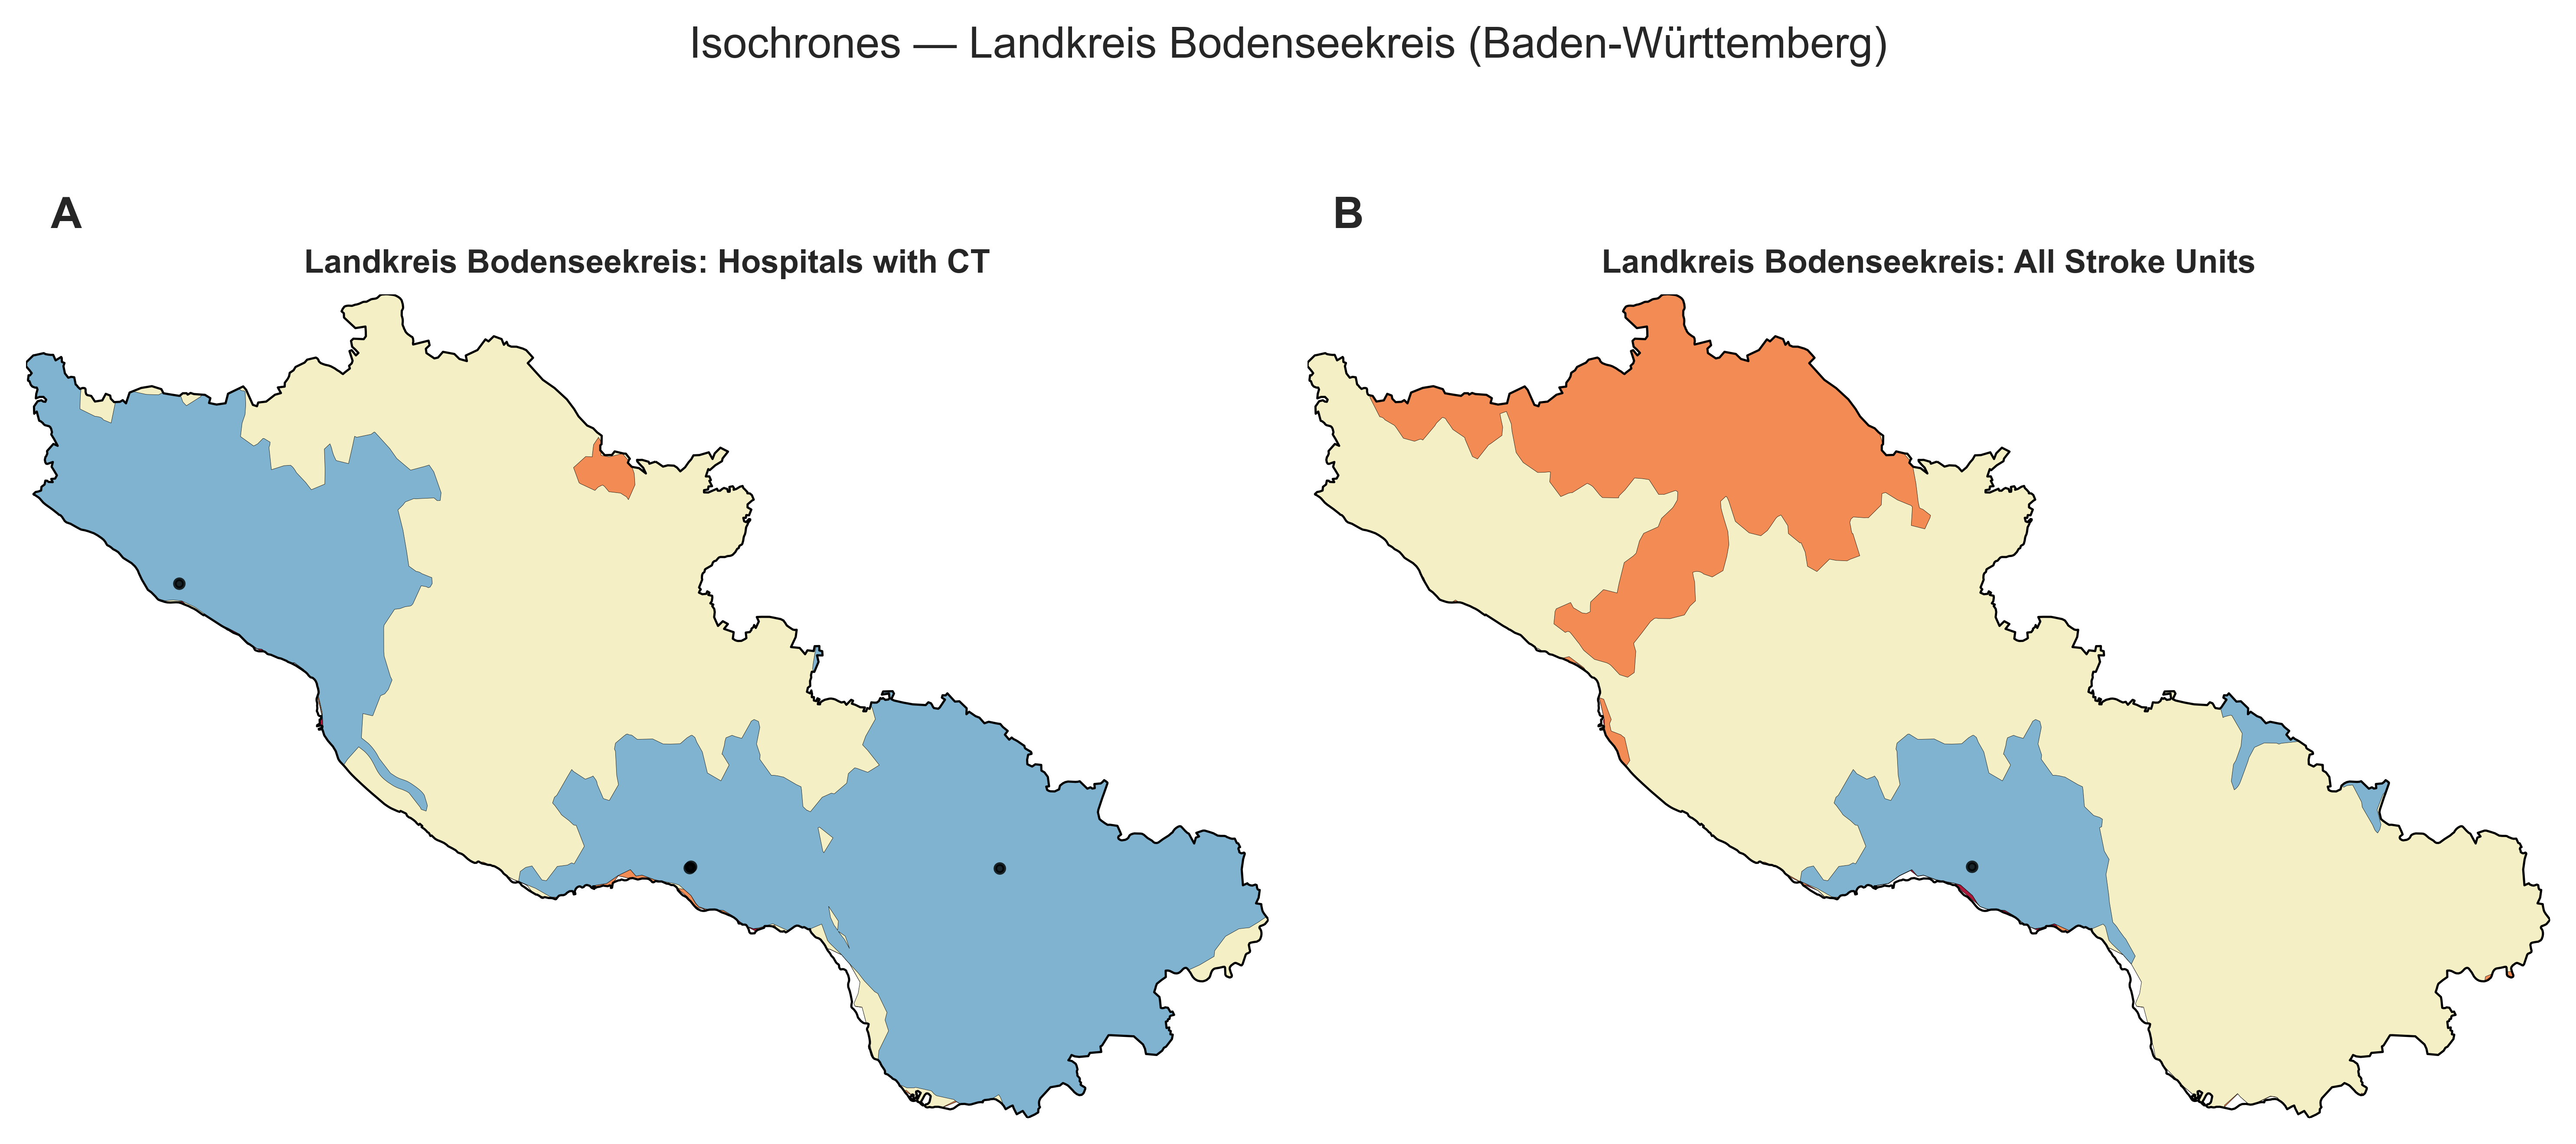 Isochrones — Landkreis Bodenseekreis (Baden-Württemberg)
A
B
Landkreis Bodenseekreis: Hospitals with CT
Landkreis Bodenseekreis: All Stroke Units